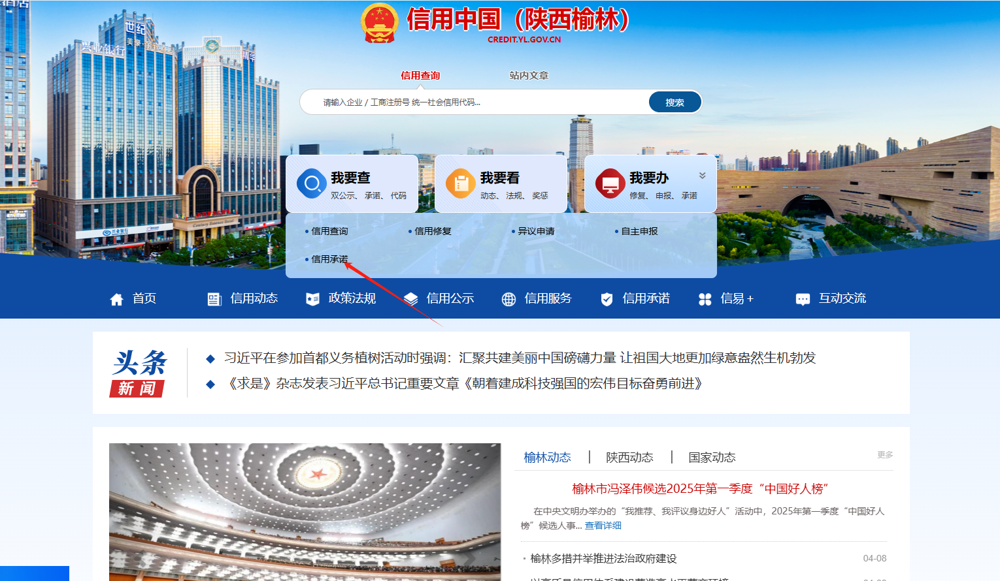 信用中国（陕西榆林）
CREDIT.YL.GOV.CN
世纪
兴业银行
信用查询 站内文章
请输入企业 / 工商注册号 统一社会信用代码... 搜索
我要查 我要看 我要办
双公示、 承诺、 代码 动态、 法规、 奖惩 修复、 申报、 承诺
信用查询 信用修复 异议申请 自主申报
信用承诺
首页 信用动态 政策法规 信用公示 信用服务 信用承诺 信易 + 互动交流
头条
新闻
习近平在参加首都义务植树活动时强调：汇聚共建美丽中国磅礴力量 让祖国大地更加绿意盎然生机勃发
《求是》杂志发表习近平总书记重要文章《朝着建成科技强国的宏伟目标奋勇前进》
榆林动态 | 陕西动态 | 国家动态 更多
榆林市冯泽伟候选2025年第一季度“中国好人榜”
在中央文明办举办的“我推荐、我评议身边好人”活动中，2025年第一季度“中国好人
榜”候选人事... 查看详细
榆林多措并举推进法治政府建设 04-08